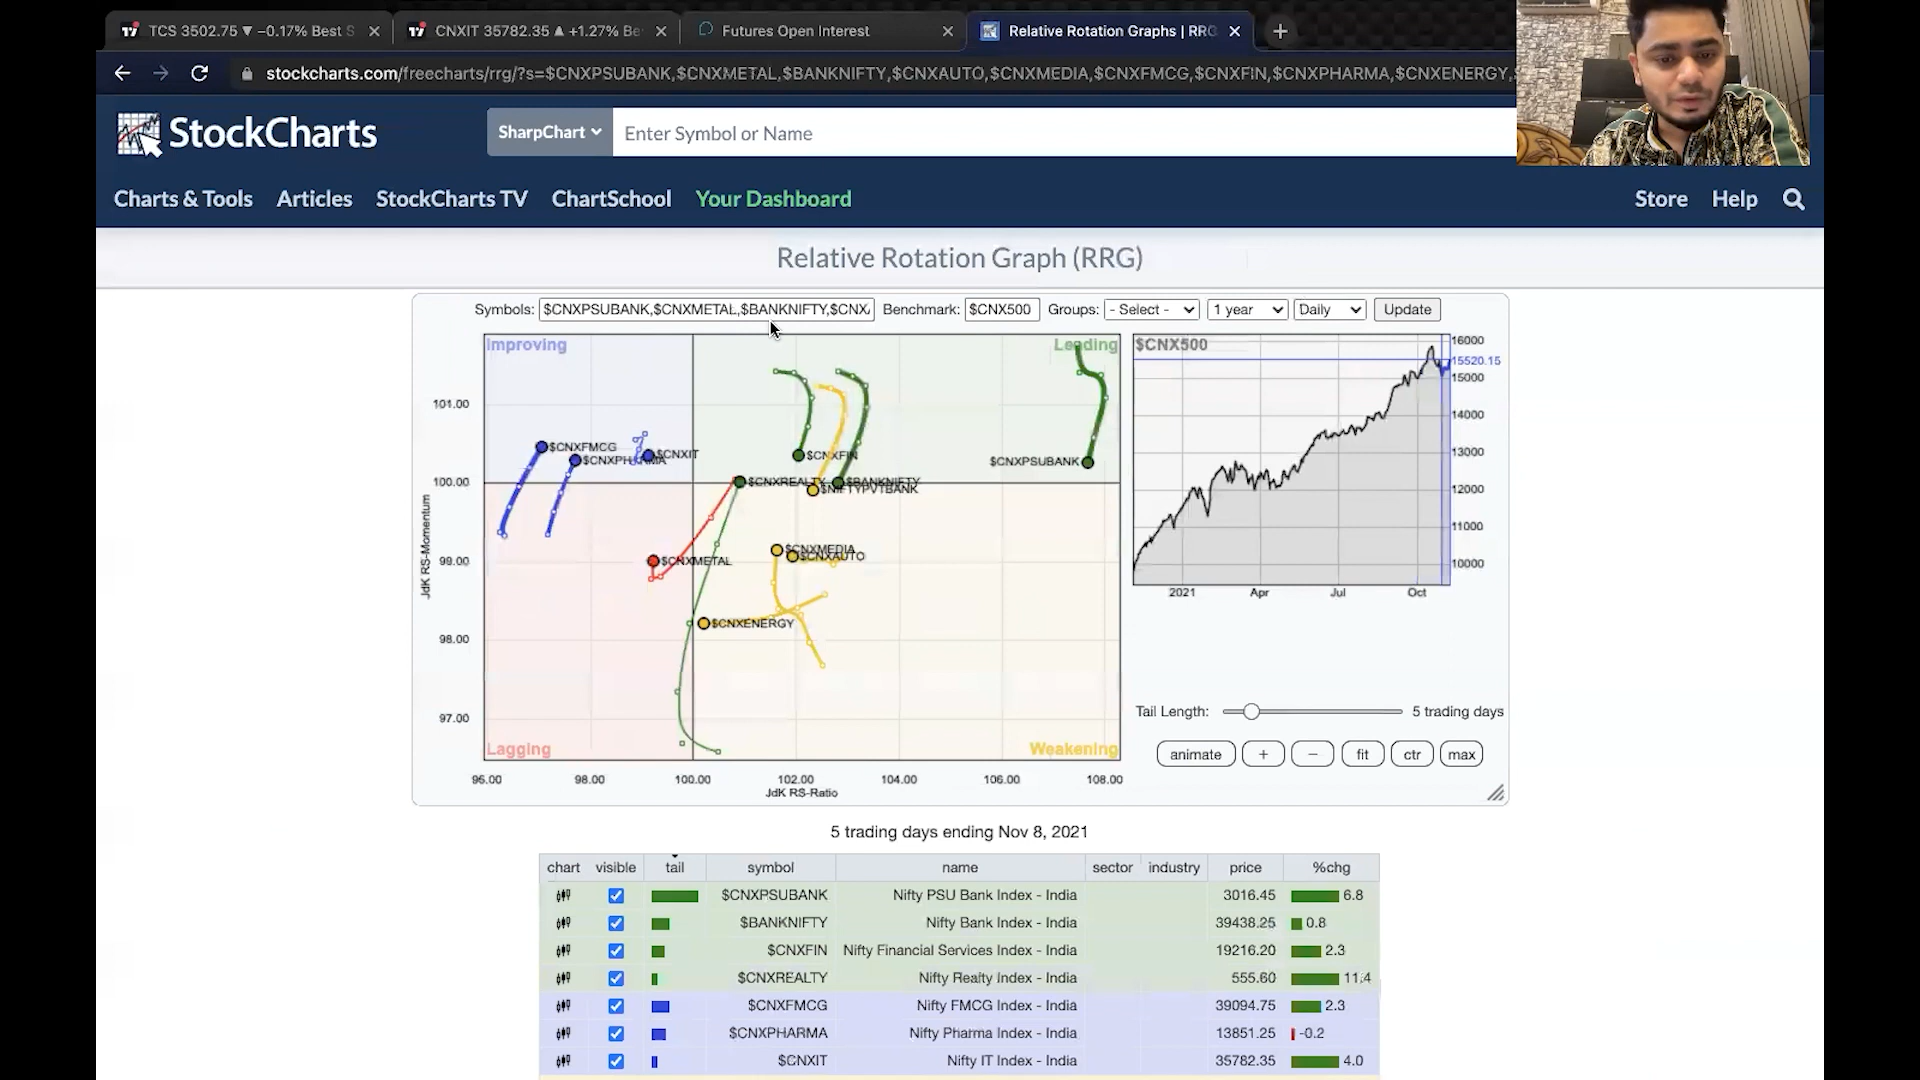 TCS 3502.75 ▼ −0.17% Best S
CNXIT 35782.35 ▲ +1.27% Be
Futures Open Interest
Relative Rotation Graphs | RRG
stockcharts.com/freecharts/rrg/?s=$CNXPSUBANK,$CNXMETAL,$BANKNIFTY,$CNXAUTO,$CNXMEDIA,$CNXFMCG,$CNXFIN,$CNXPHARMA,$CNXENERGY,
StockCharts
SharpChart
Enter Symbol or Name
Charts & Tools Articles StockCharts TV ChartSchool Your Dashboard Store Help
Relative Rotation Graph (RRG)
Symbols: $CNXPSUBANK,$CNXMETAL,$BANKNIFTY,$CNX Benchmark: $CNX500 Groups: - Select - 1 year Daily Update
Improving
Leading
$CNX500
16000
15520.15
15000
14000
13000
12000
11000
10000
2021 Apr Jul Oct
101.00
100.00
99.00
98.00
97.00
JdK RS-Momentum
$CNXFMCG
$CNXPHARMA
$CNXIT
$CNXFIN
$CNXPSUBANK
$CNXREALTY
$BANKNIFTY
$NIFTYPVTBANK
$CNXMETAL
$CNXMEDIA
$CNXAUTO
$CNXENERGY
Lagging
Weakening
96.00 98.00 100.00 102.00 104.00 106.00 108.00
JdK RS-Ratio
Tail Length: 5 trading days
animate + − fit ctr max
5 trading days ending Nov 8, 2021
chart visible tail symbol name sector industry price %chg
$CNXPSUBANK Nifty PSU Bank Index - India 3016.45 6.8
$BANKNIFTY Nifty Bank Index - India 39438.25 0.8
$CNXFIN Nifty Financial Services Index - India 19216.20 2.3
$CNXREALTY Nifty Realty Index - India 555.60 11.4
$CNXFMCG Nifty FMCG Index - India 39094.75 2.3
$CNXPHARMA Nifty Pharma Index - India 13851.25 -0.2
$CNXIT Nifty IT Index - India 35782.35 4.0